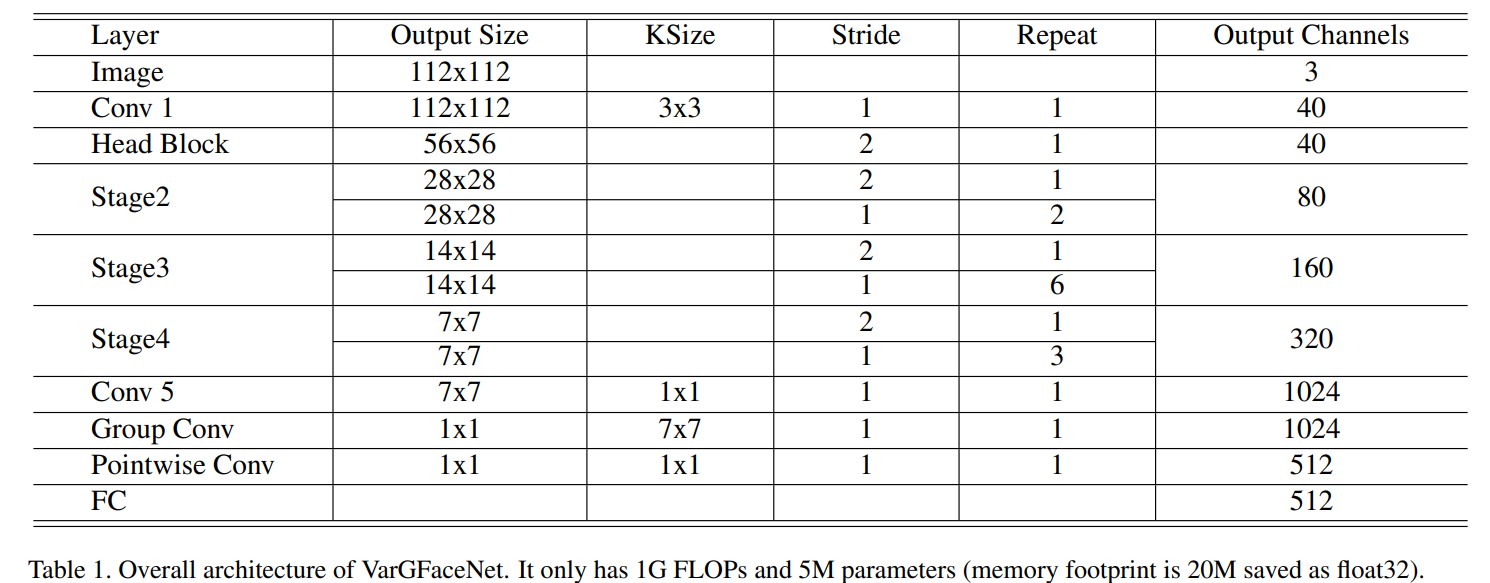 Layer Output Size KSize Stride Repeat Output Channels
Image 112x112 3
Conv 1 112x112 3x3 1 1 40
Head Block 56x56 2 1 40
Stage2 28x28 2 1 80
28x28 1 2
Stage3 14x14 2 1 160
14x14 1 6
Stage4 7x7 2 1 320
7x7 1 3
Conv 5 7x7 1x1 1 1 1024
Group Conv 1x1 7x7 1 1 1024
Pointwise Conv 1x1 1x1 1 1 512
FC 512
Table 1. Overall architecture of VarGFaceNet. It only has 1G FLOPs and 5M parameters (memory footprint is 20M saved as float32).